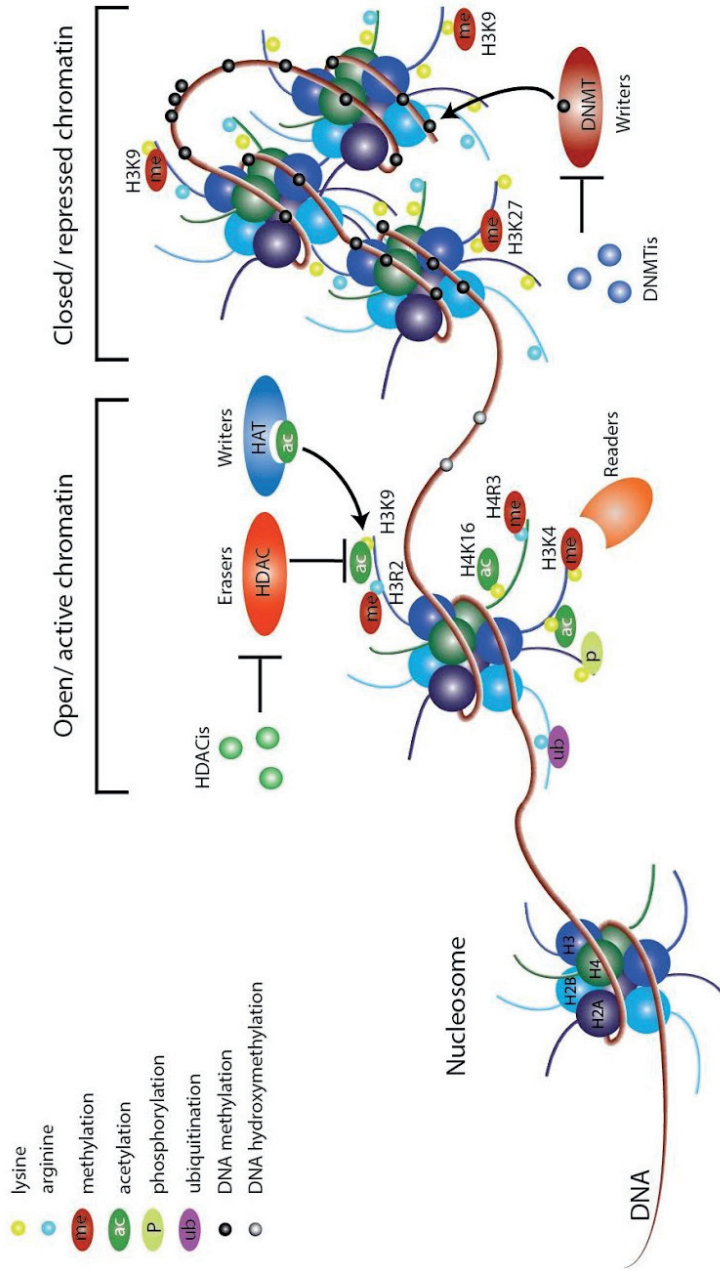 lysine
arginine
me methylation
ac acetylation
P phosphorylation
ub ubiquitination
DNA methylation
DNA hydroxymethylation
Open/ active chromatin
Closed/ repressed chromatin
HDACis
Erasers
HDAC
Writers
HAT
ac
ac
H3K9
me
H3R2
H3K9
me
H3K9
me
me
H3K27
DNMTis
DNMT
Writers
H4K16
ac
H4R3
me
H3K4
me
Readers
ac
P
ub
Nucleosome
H2A
H2B
H4
H3
DNA